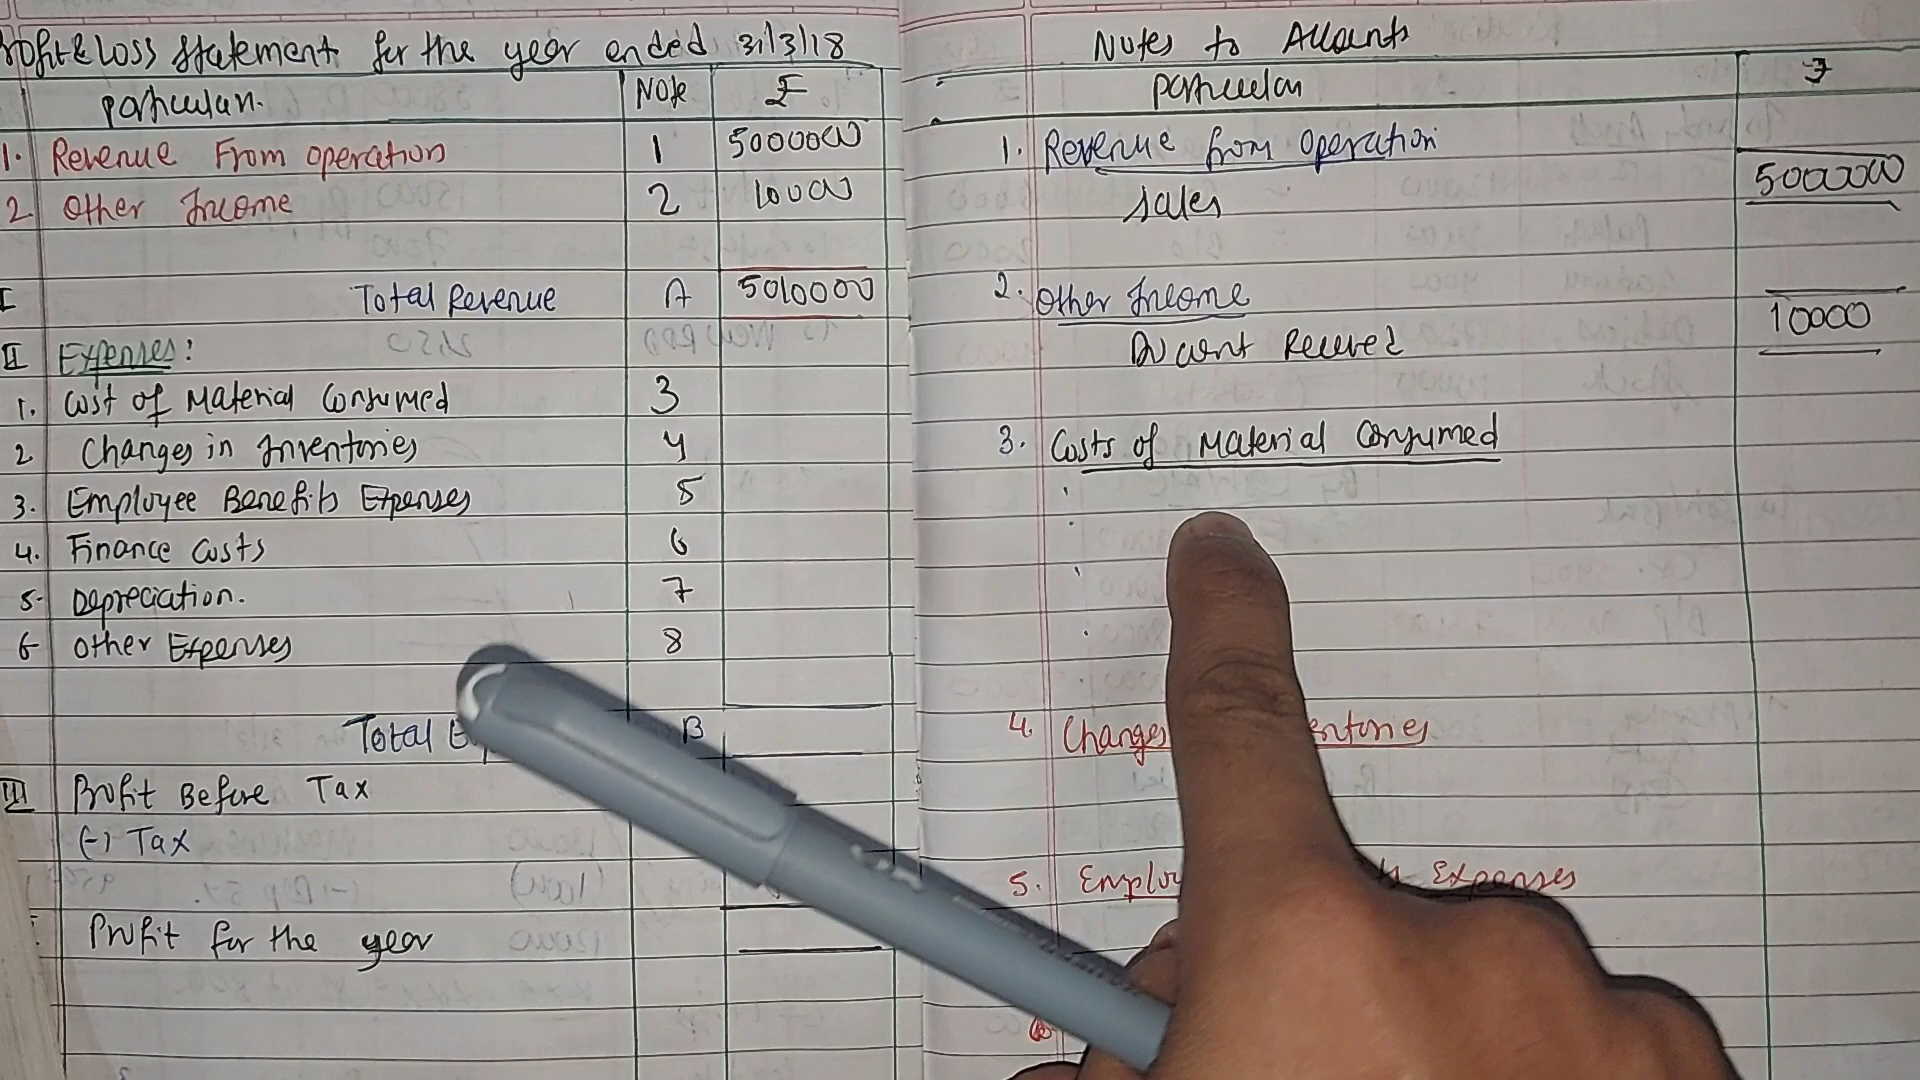 Profit & Loss Statement for the year ended 31/3/18
particulars. Note ₹
1. Revenue From operations 1 5000000
2 Other Income 2 10000
I Total Revenue A 5010000
II Expenses:
1. Cost of Material Consumed 3
2 Changes in Inventories 4
3. Employee Benefits Expenses 5
4. Finance Costs 6
5- Depreciation. 7
6 Other Expenses 8
Total B
III Profit Before Tax
(-) Tax
Profit for the year
Notes to Accounts
particulars ₹
1. Revenue from Operation
Sales 5000000
2. Other Income
Discount Received 10000
3. Costs of Material Consumed
4. Changes entories
5. Employ Expenses